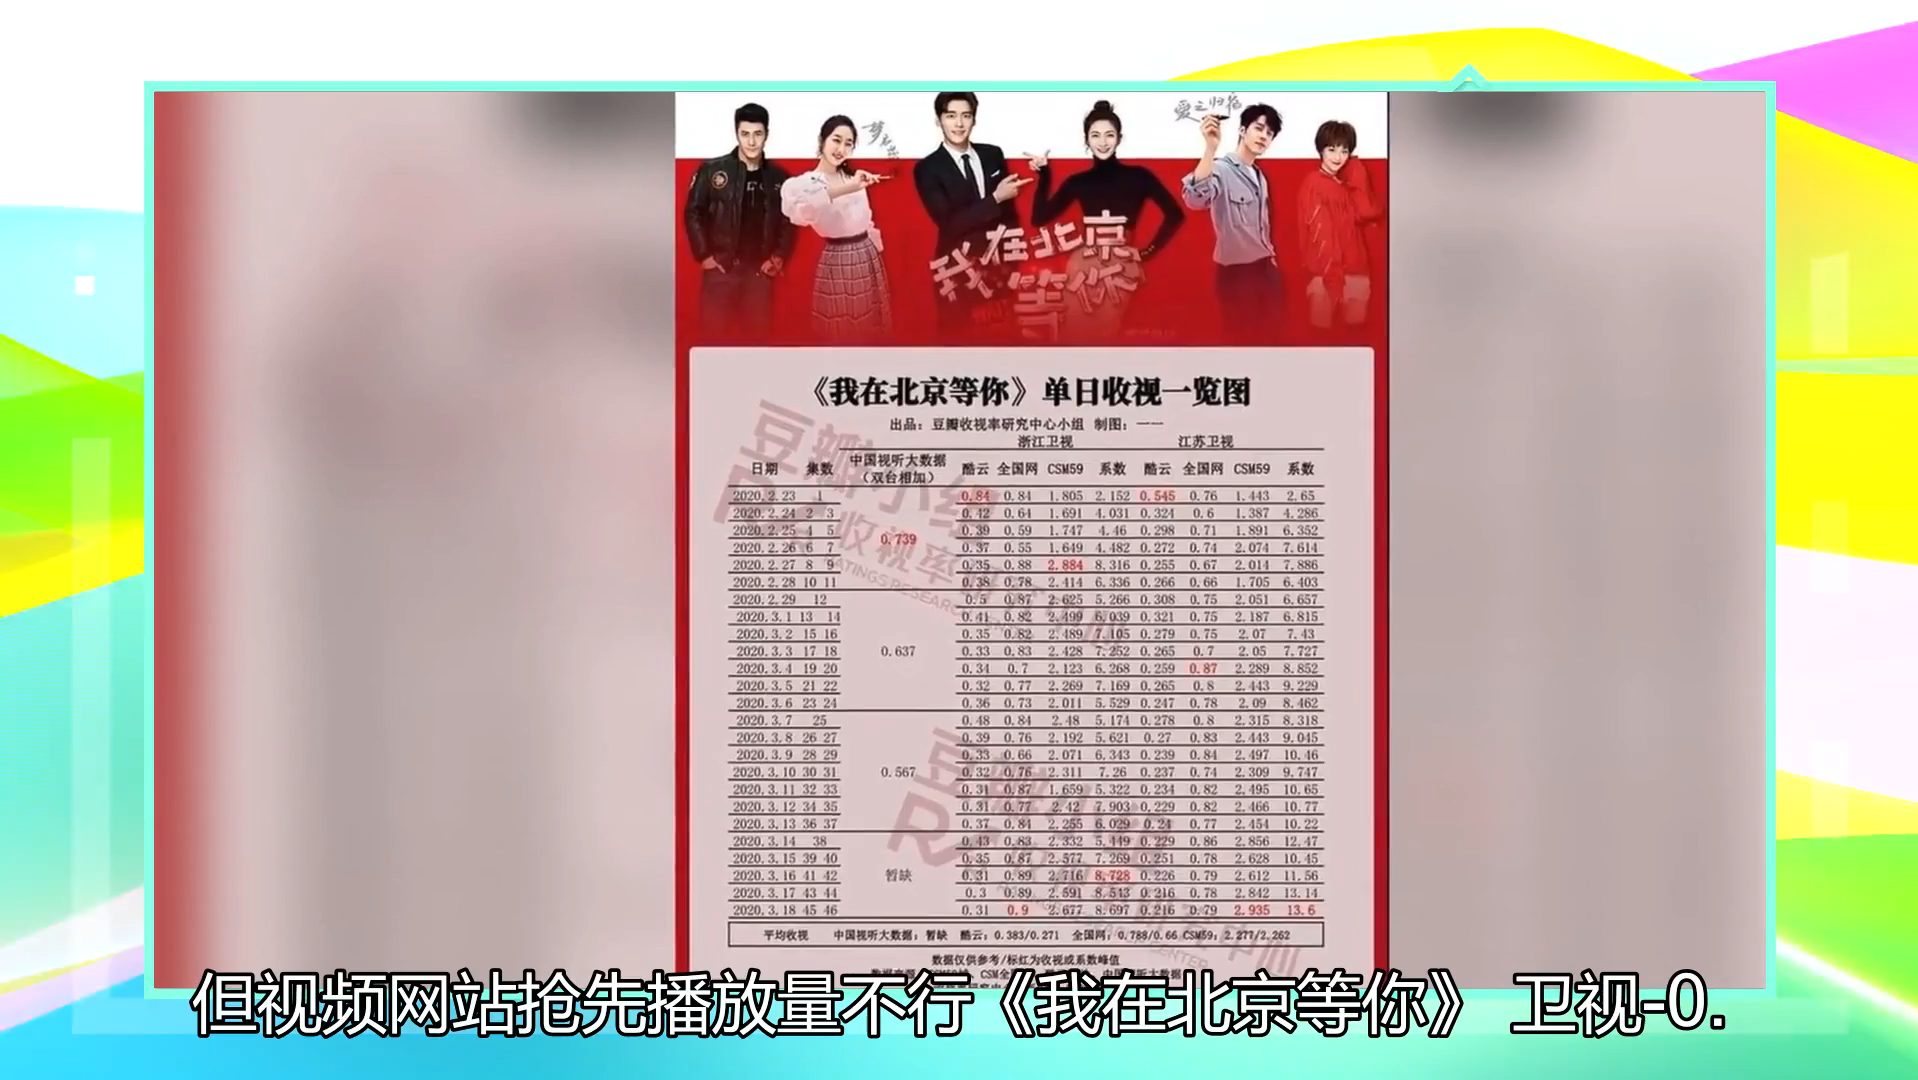 爱之归宿
我在北京
等你
《我在北京等你》单日收视一览图
出品：豆瓣收视率研究中心小组 制图：一一
浙江卫视 江苏卫视
日期 集数 中国视听大数据（双台相加） 酷云 全国网 CSM59 系数 酷云 全国网 CSM59 系数
2020.2.23 1 0.84 0.84 1.805 2.152 0.545 0.76 1.443 2.65
2020.2.24 2 3 0.42 0.64 1.691 4.031 0.324 0.6 1.387 4.286
2020.2.25 5 0.39 0.59 1.747 4.46 0.298 0.71 1.891 6.352
0.739
2020.2.26 6 7 0.37 0.55 1.649 4.482 0.272 0.74 2.074 7.614
2020.2.27 8 9 0.35 0.88 2.884 8.316 0.255 0.67 2.014 7.886
2020.2.28 10 11 0.38 0.78 2.414 6.336 0.266 0.66 1.705 6.403
2020.2.29 12 0.5 0.87 2.625 5.266 0.308 0.75 2.051 6.657
2020.3.1 13 14 0.41 0.82 2.499 6.039 0.321 0.75 2.187 6.815
2020.3.2 15 16 0.35 0.82 2.489 7.105 0.279 0.75 2.07 7.43
2020.3.3 17 18 0.637 0.33 0.83 2.428 7.252 0.265 0.7 2.05 7.727
2020.3.4 19 20 0.34 0.7 2.123 6.268 0.259 0.87 2.289 8.852
2020.3.5 21 22 0.32 0.77 2.269 7.169 0.265 0.8 2.443 9.229
2020.3.6 23 24 0.36 0.73 2.011 5.529 0.247 0.78 2.09 8.462
2020.3.7 25 0.48 0.84 2.48 5.174 0.278 0.8 2.315 8.318
2020.3.8 26 27 0.39 0.76 2.192 5.621 0.27 0.83 2.443 9.045
2020.3.9 28 29 0.33 0.66 2.071 6.343 0.239 0.84 2.497 10.46
2020.3.10 30 31 0.567 0.32 0.76 2.311 7.26 0.237 0.74 2.309 9.747
2020.3.11 32 33 0.31 0.87 1.659 5.322 0.234 0.82 2.495 10.65
2020.3.12 34 35 0.31 0.77 2.42 7.903 0.229 0.82 2.466 10.77
2020.3.13 36 37 0.37 0.84 2.255 6.029 0.24 0.77 2.454 10.22
2020.3.14 38 0.43 0.83 2.332 5.449 0.229 0.86 2.856 12.47
2020.3.15 39 40 0.35 0.87 2.577 7.269 0.251 0.78 2.628 10.45
2020.3.16 41 42 暂缺 0.31 0.89 2.716 8.728 0.226 0.79 2.612 11.56
2020.3.17 43 44 0.3 0.89 2.591 8.543 0.216 0.78 2.842 13.14
2020.3.18 45 46 0.31 0.9 2.677 8.697 0.216 0.79 2.935 13.6
平均收视 中国视听大数据：暂缺 酷云：0.383/0.271 全国网：0.788/0.66 CSM59：2.277/2.262
数据仅供参考/标红为收视或系数峰值
豆瓣小组
收视率研究中心
RATINGS RESEARCH CENTER
但视频网站抢先播放量不行《我在北京等你》 卫视-0.